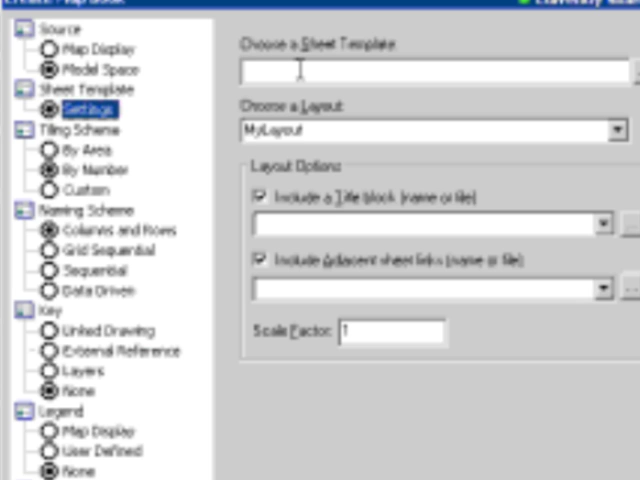 Create Map Book
Source
Map Display
Model Space
Sheet Template
Settings
Tiling Scheme
By Area
By Number
Custom
Naming Scheme
Columns and Rows
Grid Sequential
Sequential
Data Driven
Key
Linked Drawing
External Reference
Layers
None
Legend
Map Display
User Defined
None
Choose a Sheet Template:
Choose a Layout:
MyLayout
Layout Options
Include a Title block (name or file)
...
Include Adjacent sheet links (name or file)
...
Scale Factor: 1